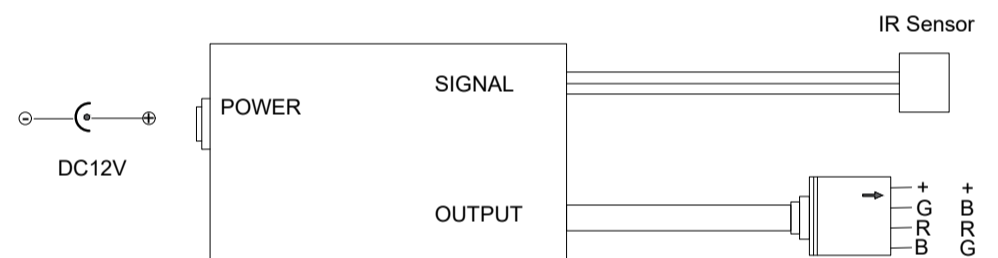 IR Sensor
SIGNAL
POWER
DC12V
OUTPUT
+ +
G B
R R
B G